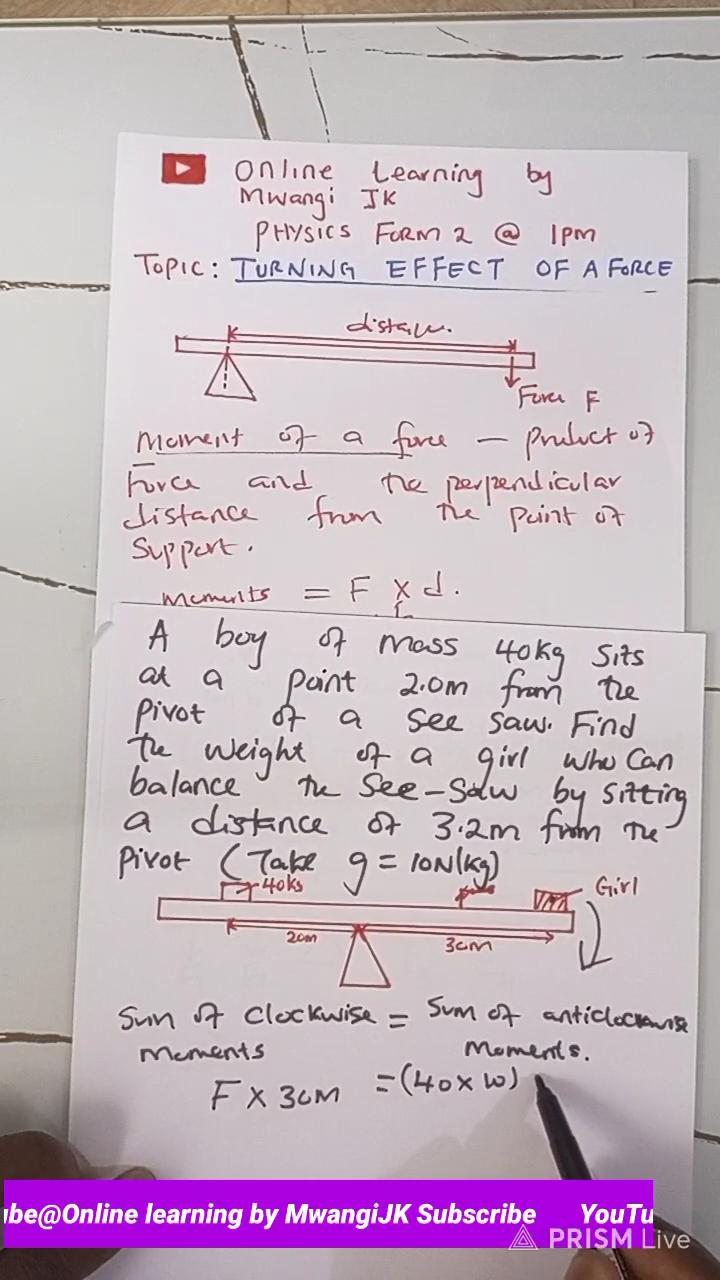 Online Learning by
Mwangi JK
PHYSICS FORM 2 @ 1PM
TOPIC: TURNING EFFECT OF A FORCE
distance.
Force F
Moment of a force – product of
Force and the perpendicular
distance from the point of
Support.
Moments = F x d.
A boy of mass 40kg sits
at a point 2.0m from the
pivot of a see saw. Find
the weight of a girl who can
balance the see-saw by sitting
a distance of 3.2m from the
pivot (Take g = 10N/kg)
40kg
Girl
2cm
3cm
Sum of clockwise = Sum of anticlockwise
Moments Moments.
F x 3cm = (40 x 10)
ube@Online learning by MwangiJK Subscribe YouTu
PRISM Live